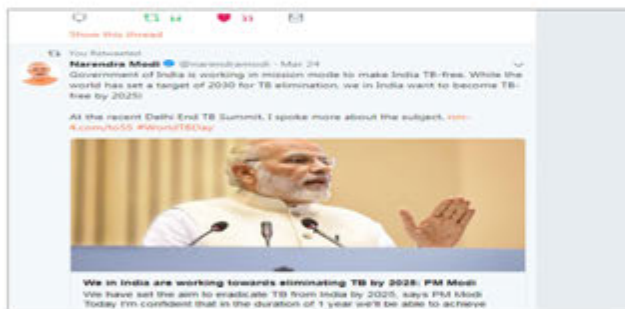 Show this thread
You Retweeted
Narendra Modi @narendramodi · Mar 24
Government of India is working in mission mode to make India TB-free. While the
world has set a target of 2030 for TB elimination, we in India want to become TB-
free by 2025!
At the recent Delhi End TB Summit, I spoke more about the subject.
#WorldTBDay
We in India are working towards eliminating TB by 2025: PM Modi
We have set the aim to eradicate TB from India by 2025, says PM Modi
Today I'm confident that in the duration of 1 year we'll be able to achieve